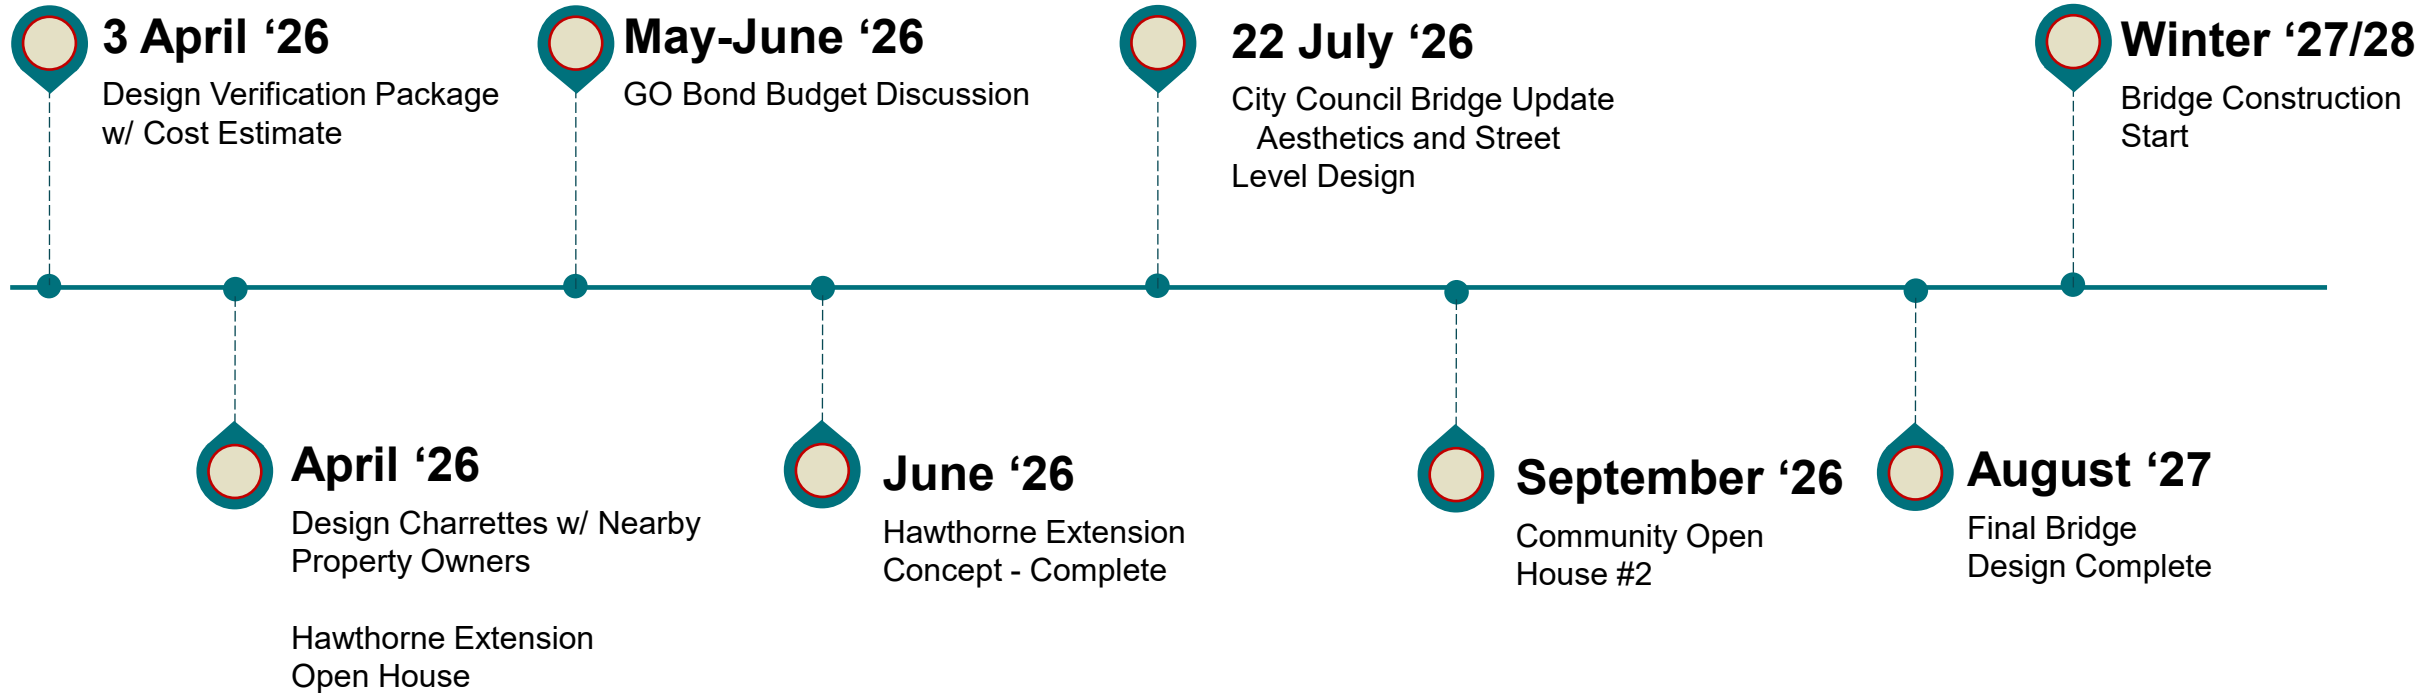 3 April ‘26
Design Verification Package
w/ Cost Estimate
May-June ‘26
GO Bond Budget Discussion
22 July ‘26
City Council Bridge Update
Aesthetics and Street
Level Design
Winter ‘27/28
Bridge Construction
Start
April ‘26
Design Charrettes w/ Nearby
Property Owners
Hawthorne Extension
Open House
June ‘26
Hawthorne Extension
Concept - Complete
September ‘26
Community Open
House #2
August ‘27
Final Bridge
Design Complete